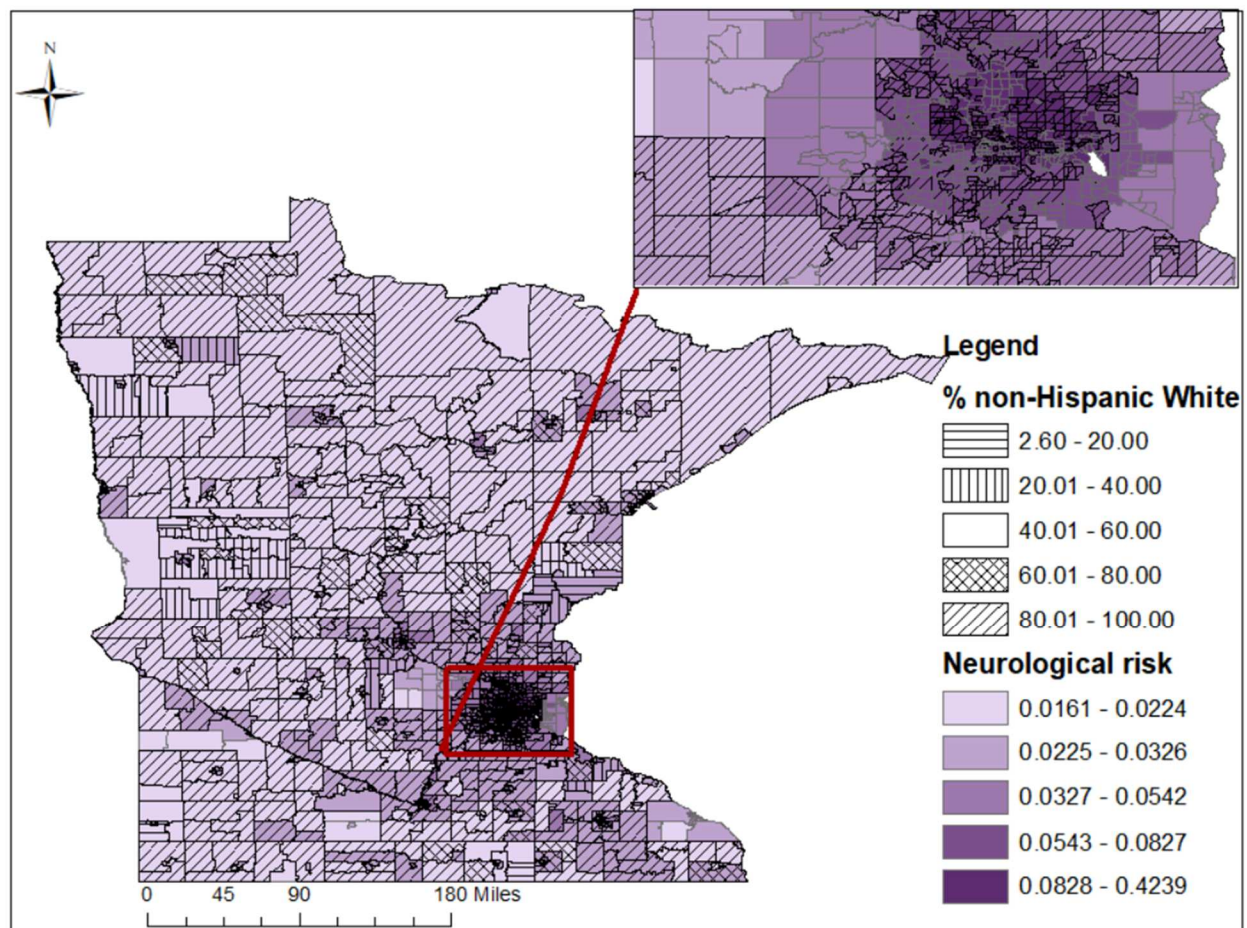 N
Legend
% non-Hispanic White
2.60 - 20.00
20.01 - 40.00
40.01 - 60.00
60.01 - 80.00
80.01 - 100.00
Neurological risk
0.0161 - 0.0224
0.0225 - 0.0326
0.0327 - 0.0542
0.0543 - 0.0827
0.0828 - 0.4239
0 45 90 180 Miles